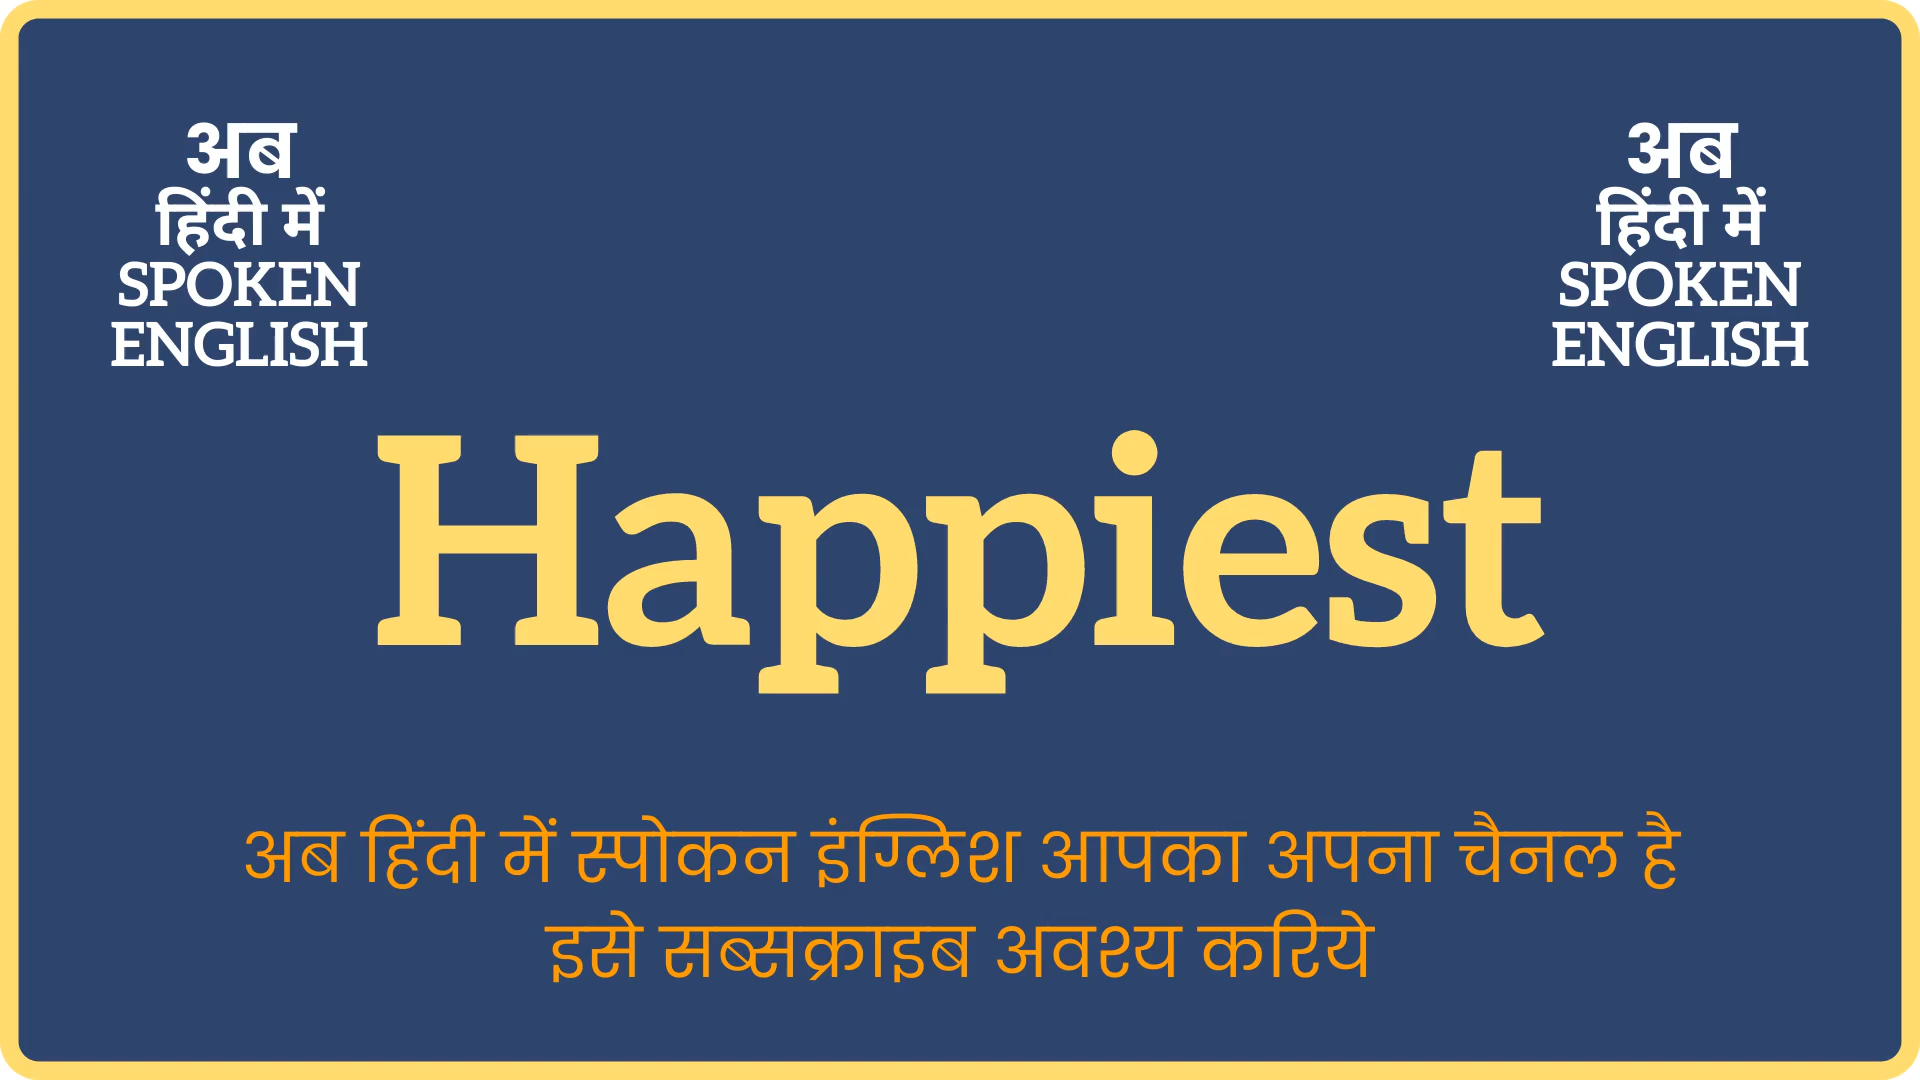 अब
हिंदी में
SPOKEN
ENGLISH
अब
हिंदी में
SPOKEN
ENGLISH
Happiest
अब हिंदी में स्पोकन इंग्लिश आपका अपना चैनल है
इसे सब्सक्राइब अवश्य करिये